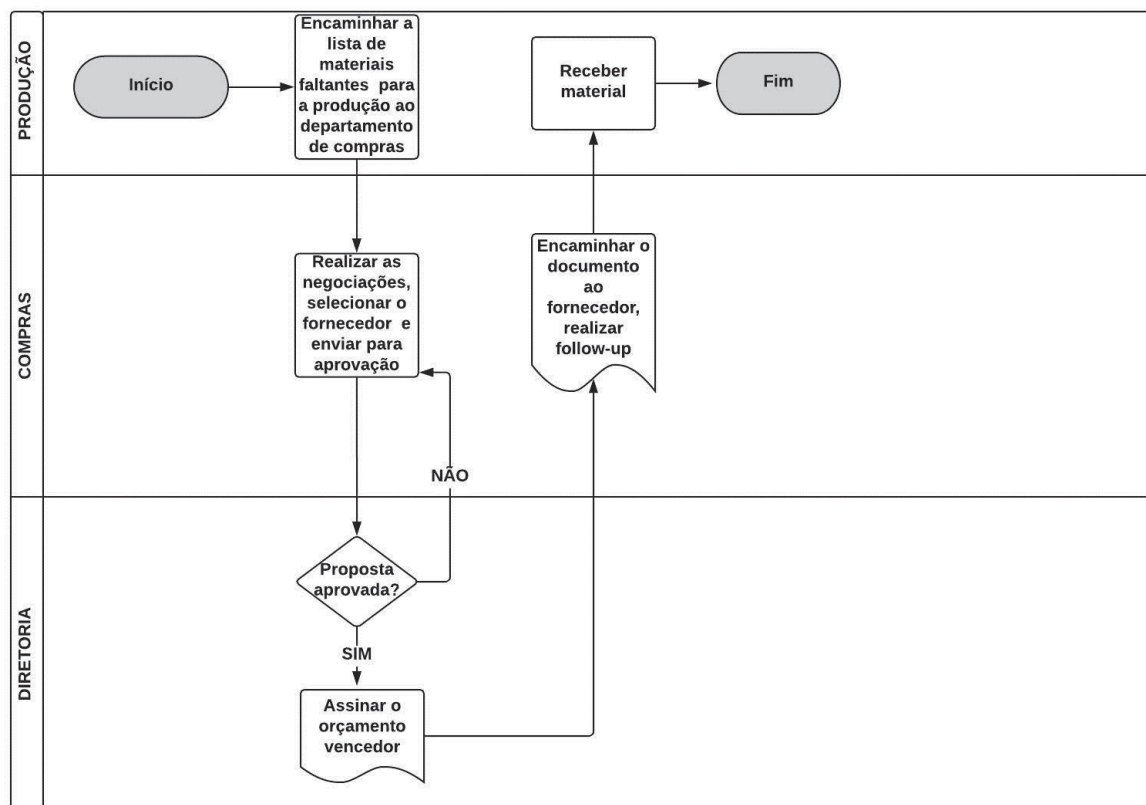 PRODUÇÃO
Início
Encaminhar a
lista de
materiais
faltantes para
a produção ao
departamento
de compras
Receber
material
Fim
COMPRAS
Realizar as
negociações,
selecionar o
fornecedor e
enviar para
aprovação
Encaminhar o
documento
ao
fornecedor,
realizar
follow-up
NÃO
DIRETORIA
Proposta
aprovada?
SIM
Assinar o
orçamento
vencedor